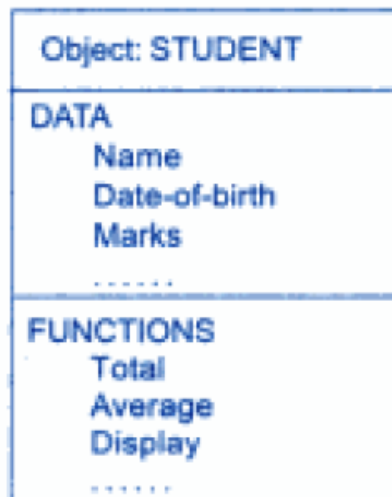 Object: STUDENT
DATA
Name
Date-of-birth
Marks
......
FUNCTIONS
Total
Average
Display
......